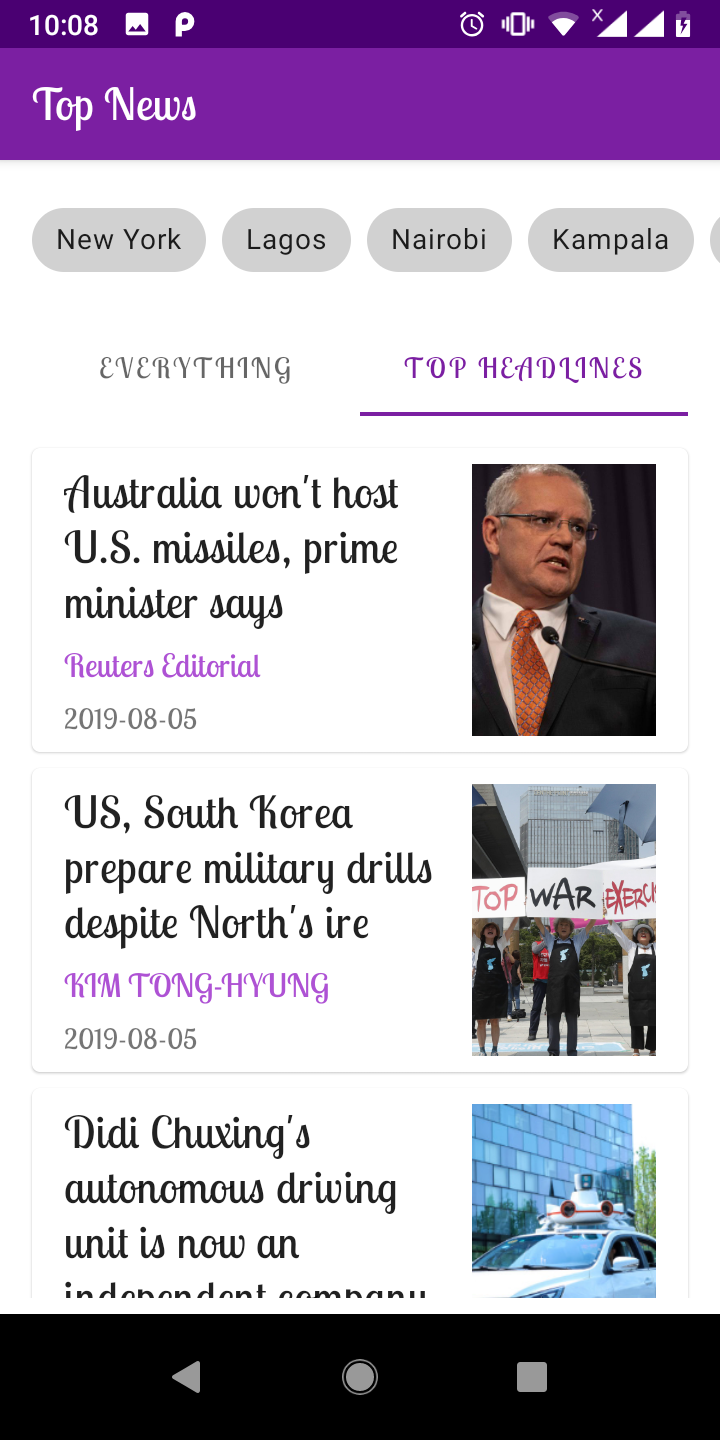 10:08
Top News
New York
Lagos
Nairobi
Kampala
EVERYTHING
TOP HEADLINES
Australia won't host
U.S. missiles, prime
minister says
Reuters Editorial
2019-08-05
US, South Korea
prepare military drills
despite North's ire
KIM TONG-HYUNG
2019-08-05
TOP WAR EXERCI
Didi Chuxing's
autonomous driving
unit is now an
independent company